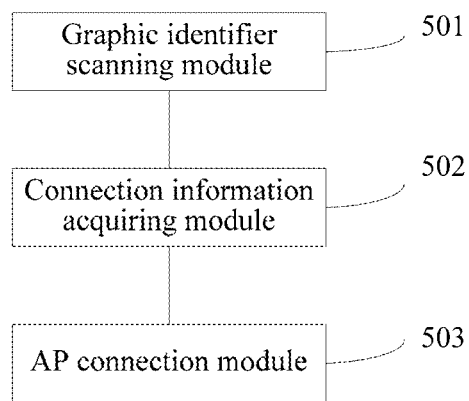 Graphic identifier
scanning module
501
Connection information
acquiring module
502
AP connection module
503